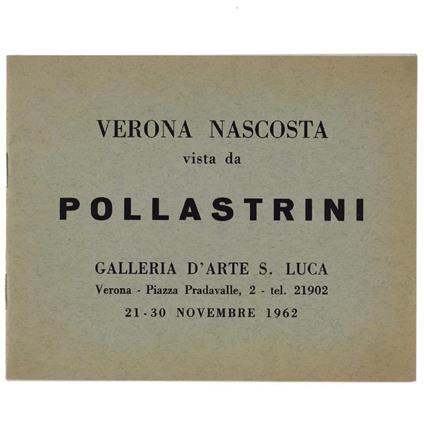 VERONA NASCOSTA
vista da
POLLASTRINI
GALLERIA D'ARTE S. LUCA
Verona - Piazza Pradavalle, 2 - tel. 21902
21-30 NOVEMBRE 1962